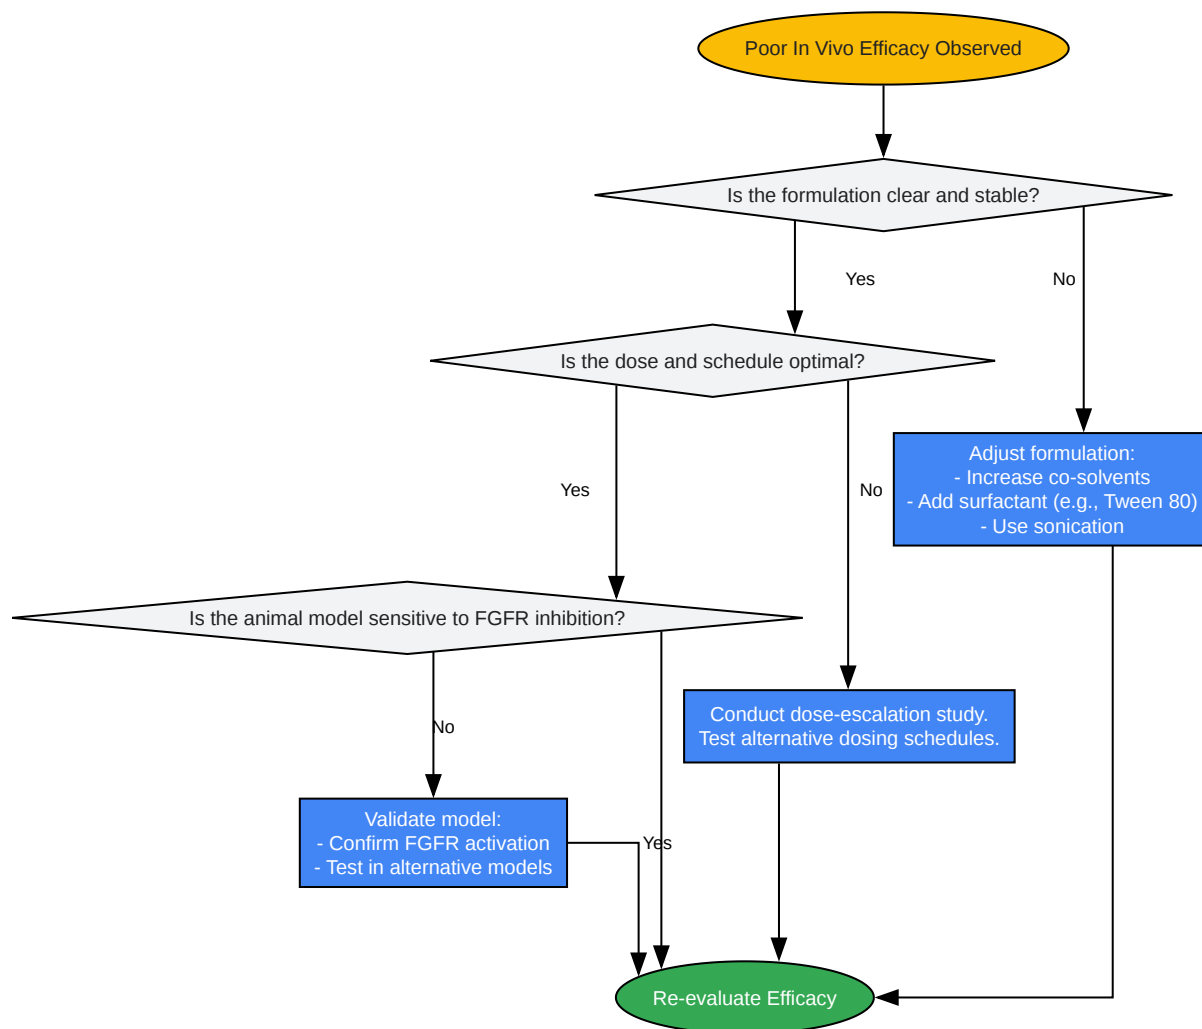 Poor In Vivo Efficacy Observed
Is the formulation clear and stable?
Yes
No
Is the dose and schedule optimal?
Adjust formulation:
- Increase co-solvents
- Add surfactant (e.g., Tween 80)
- Use sonication
Yes
No
Is the animal model sensitive to FGFR inhibition?
Conduct dose-escalation study.
Test alternative dosing schedules.
No
Validate model:
- Confirm FGFR activation
- Test in alternative models
Yes
Re-evaluate Efficacy